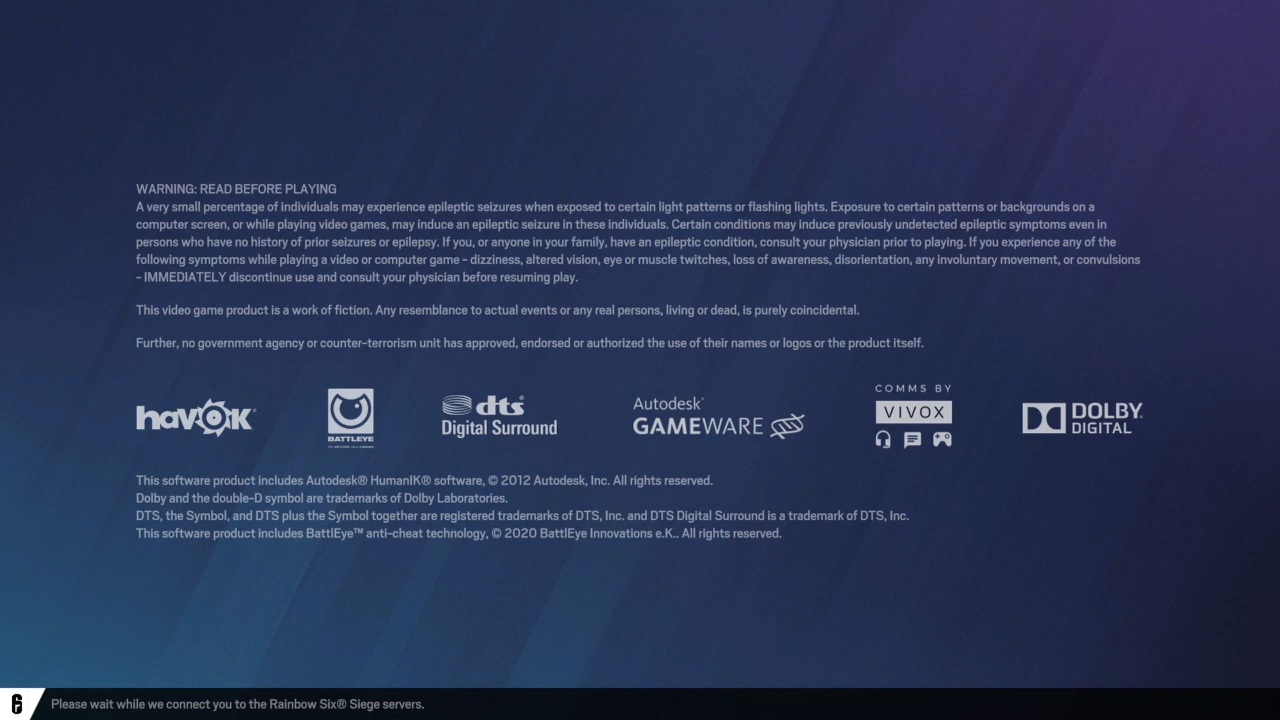 WARNING: READ BEFORE PLAYING
A very small percentage of individuals may experience epileptic seizures when exposed to certain light patterns or flashing lights. Exposure to certain patterns or backgrounds on a
computer screen, or while playing video games, may induce an epileptic seizure in these individuals. Certain conditions may induce previously undetected epileptic symptoms even in
persons who have no history of prior seizures or epilepsy. If you, or anyone in your family, have an epileptic condition, consult your physician prior to playing. If you experience any of the
following symptoms while playing a video or computer game - dizziness, altered vision, eye or muscle twitches, loss of awareness, disorientation, any involuntary movement, or convulsions
- IMMEDIATELY discontinue use and consult your physician before resuming play.
This video game product is a work of fiction. Any resemblance to actual events or any real persons, living or dead, is purely coincidental.
Further, no government agency or counter-terrorism unit has approved, endorsed or authorized the use of their names or logos or the product itself.
havok®
BATTLEYE
dts®
Digital Surround
Autodesk®
GAMEWARE
COMMS BY
VIVOX
DOLBY®
DIGITAL
This software product includes Autodesk® HumanIK® software, © 2012 Autodesk, Inc. All rights reserved.
Dolby and the double-D symbol are trademarks of Dolby Laboratories.
DTS, the Symbol, and DTS plus the Symbol together are registered trademarks of DTS, Inc. and DTS Digital Surround is a trademark of DTS, Inc.
This software product includes BattlEye™ anti-cheat technology, © 2020 BattlEye Innovations e.K.. All rights reserved.
6
Please wait while we connect you to the Rainbow Six® Siege servers.